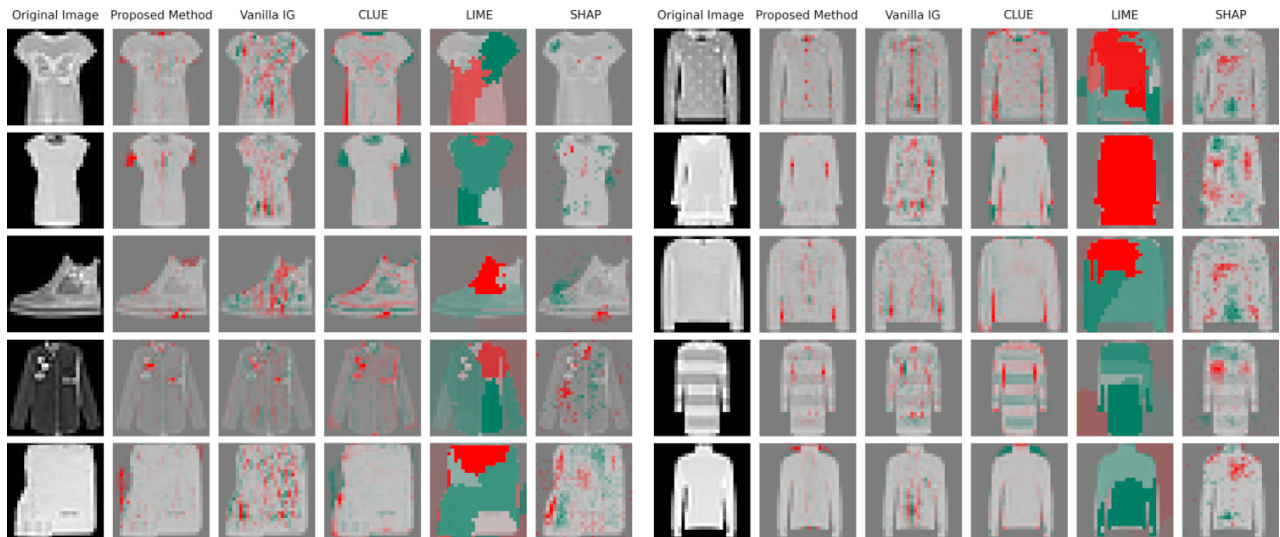 Original Image Proposed Method Vanilla IG CLUE LIME SHAP Original Image Proposed Method Vanilla IG CLUE LIME SHAP